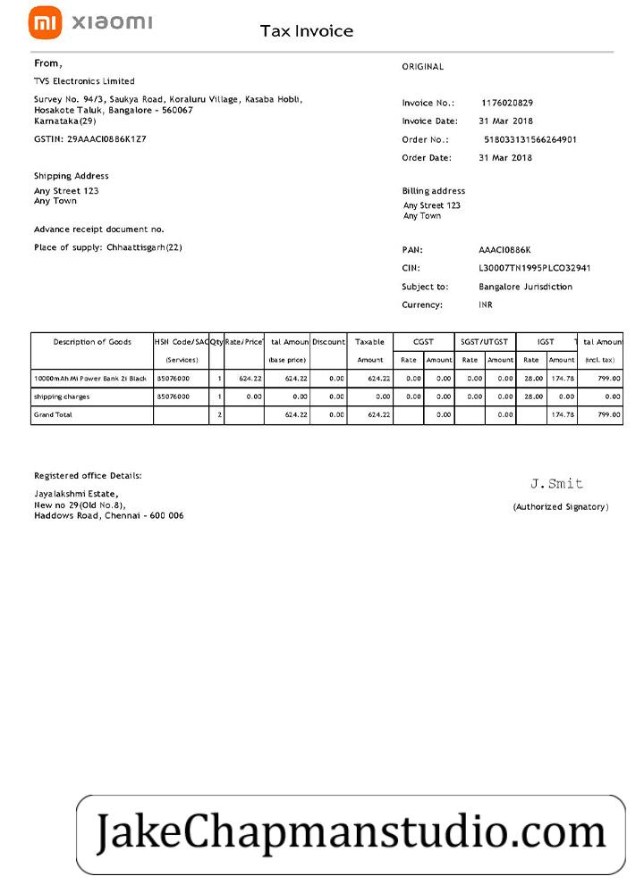 mi xiaomi
Tax Invoice
From,
ORIGINAL
TVS Electronics Limited
Survey No. 94/3, Saukya Road, Koraluru Village, Kasaba Hobli,
Hosakote Taluk, Bangalore - 560067
Karnataka(29)
GSTIN: 29AAACI0886K1Z7
Invoice No.: 1176020829
Invoice Date: 31 Mar 2018
Order No.: 518033131566264901
Order Date: 31 Mar 2018
Shipping Address
Any Street 123
Any Town
Billing address
Any Street 123
Any Town
Advance receipt document no.
Place of supply: Chhaattisgarh(22)
PAN: AAACI0886K
CIN: L30007TN1995PLCO32941
Subject to: Bangalore Jurisdiction
Currency: INR
Description of Goods HSN Code/SAC Qty Rate/Price tal Amoun Discount Taxable CGST SGST/UTGST IGST T tal Amoun
(Services) (base price) Amount Rate Amount Rate Amount Rate Amount (incl. tax)
10000mAh Mi Power Bank 2i Black 85076000 1 624.22 624.22 0.00 624.22 0.00 0.00 0.00 0.00 28.00 174.78 799.00
shipping charges 85076000 1 0.00 0.00 0.00 0.00 0.00 0.00 0.00 0.00 28.00 0.00 0.00
Grand Total 2 624.22 0.00 624.22 0.00 0.00 174.78 799.00
Registered office Details:
Jayalakshmi Estate,
New no 29(Old No.8),
Haddows Road, Chennai - 600 006
J.Smit
(Authorized Signatory)
JakeChapmanstudio.com